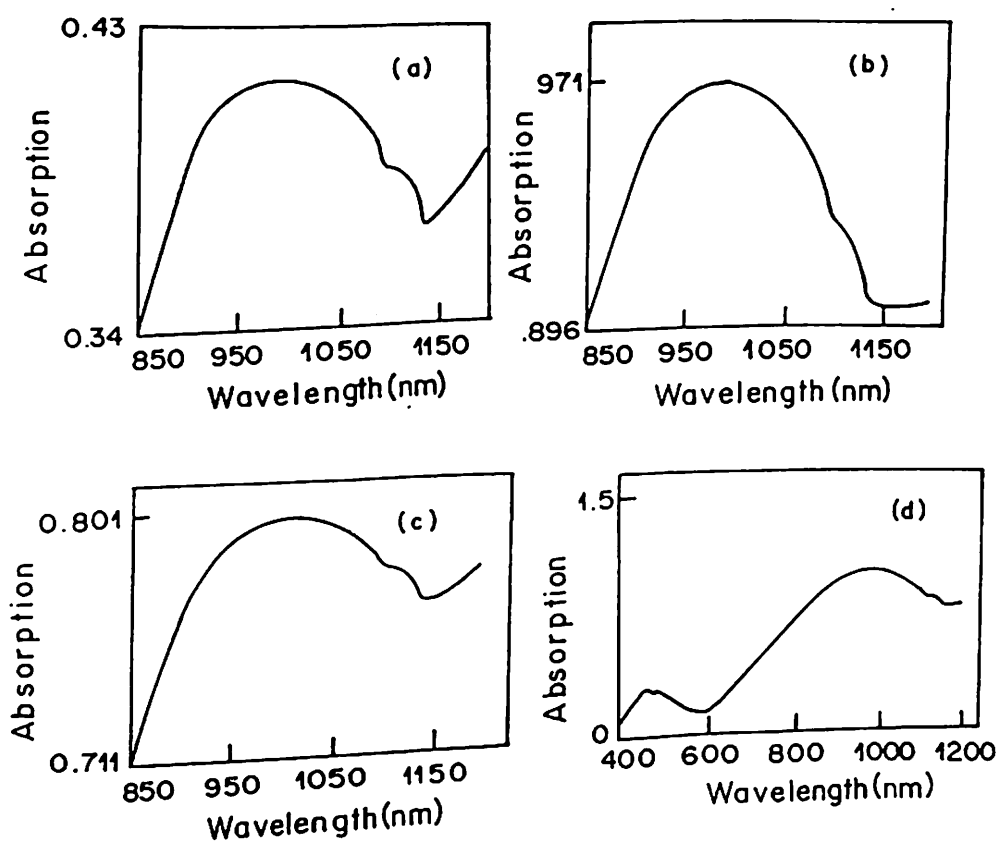 0.43
(a)
Absorption
0.34
850 950 1050 1150
Wavelength(nm)
971
(b)
Absorption
.896
850 950 1050 1150
Wavelength(nm)
0.801
(c)
Absorption
0.711
850 950 1050 1150
Wavelength(nm)
1.5
(d)
Absorption
0
400 600 800 1000 1200
Wavelength(nm)